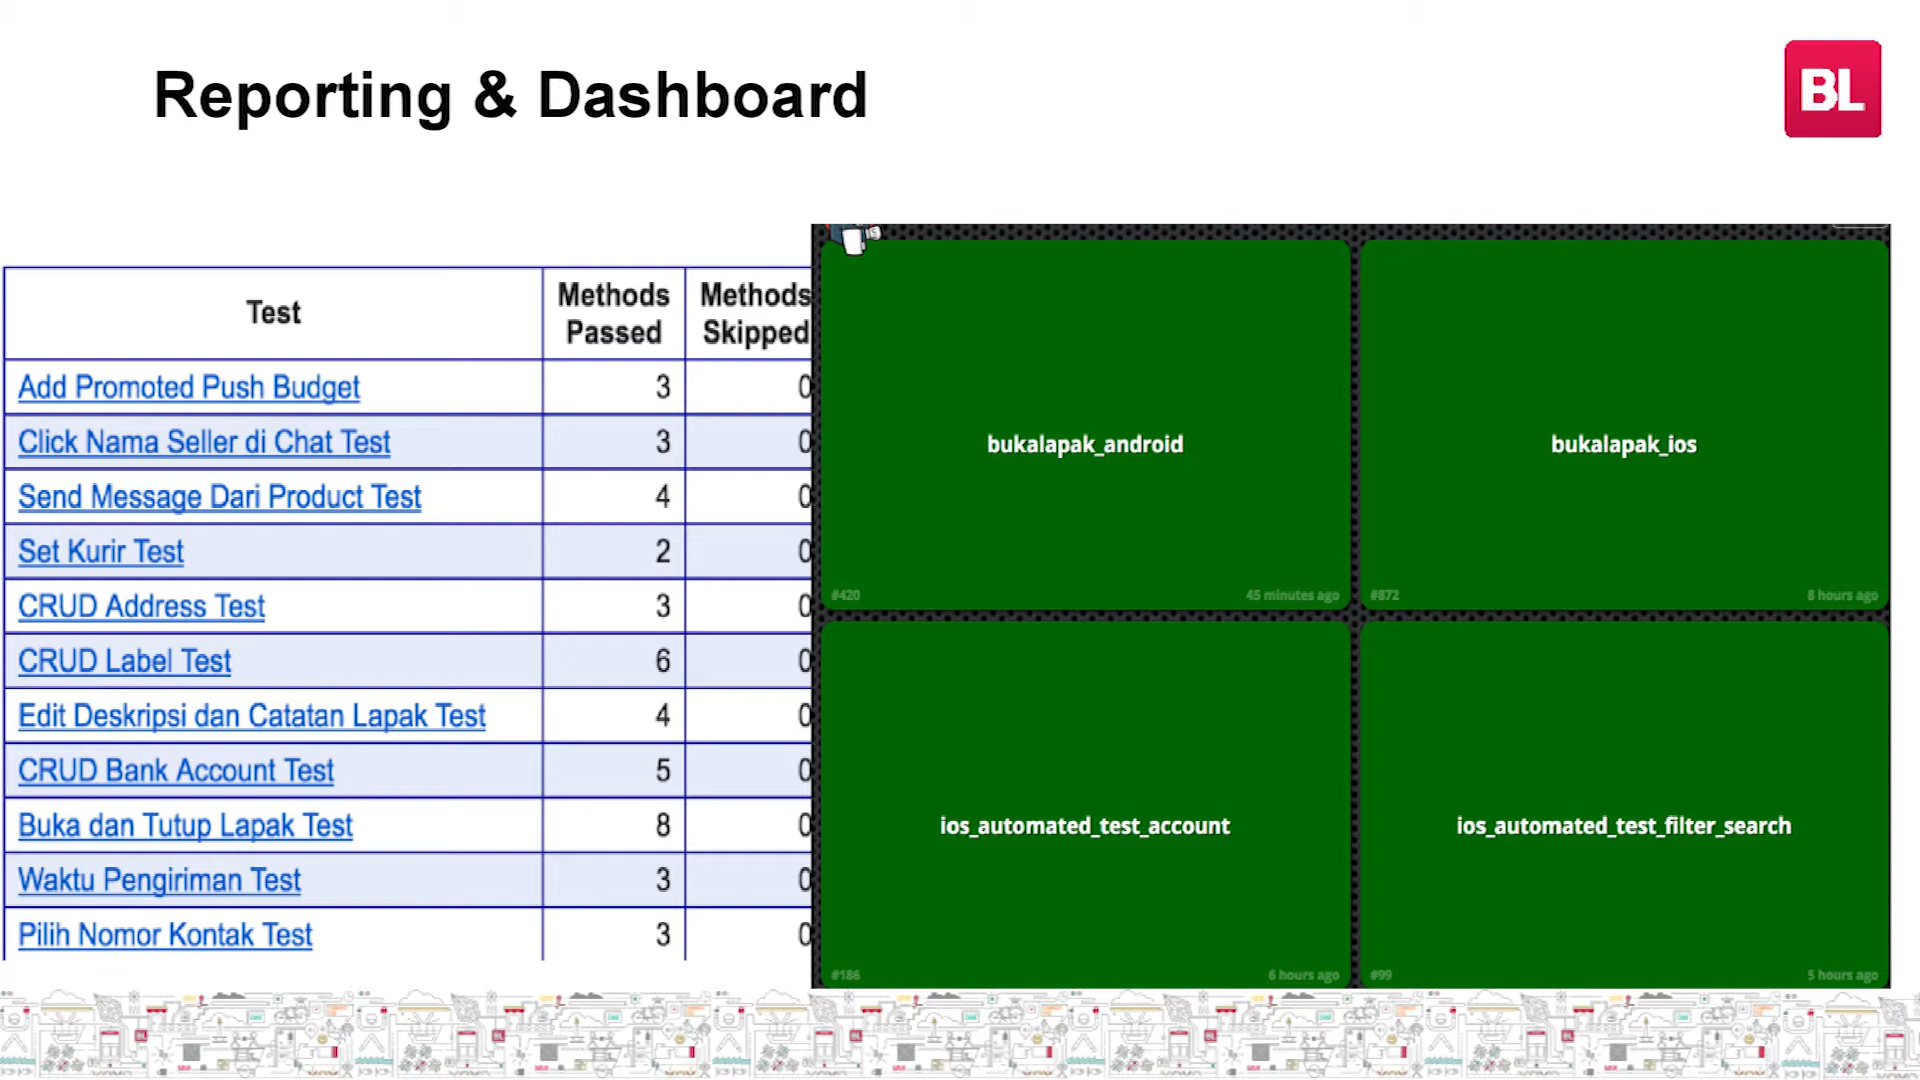 Reporting & Dashboard
BL
Test
Methods Passed
Methods Skipped
Add Promoted Push Budget 3 0
Click Nama Seller di Chat Test 3 0
Send Message Dari Product Test 4 0
Set Kurir Test 2 0
CRUD Address Test 3 0
CRUD Label Test 6 0
Edit Deskripsi dan Catatan Lapak Test 4 0
CRUD Bank Account Test 5 0
Buka dan Tutup Lapak Test 8 0
Waktu Pengiriman Test 3 0
Pilih Nomor Kontak Test 3 0
bukalapak_android
#420 45 minutes ago
bukalapak_ios
#872 8 hours ago
ios_automated_test_account
#186 6 hours ago
ios_automated_test_filter_search
#99 5 hours ago